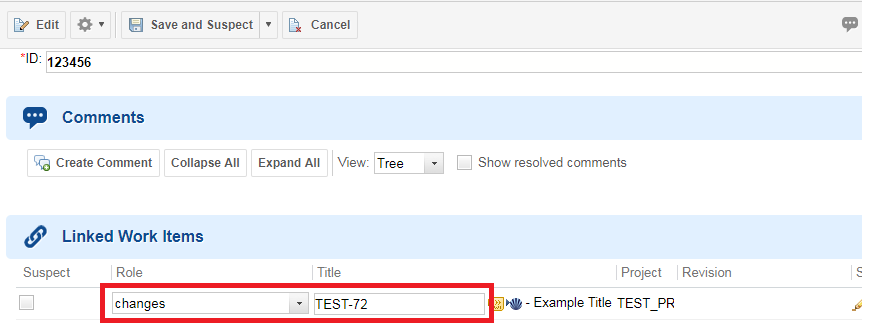 Edit Save and Suspect Cancel
*ID: 123456
Comments
Create Comment Collapse All Expand All View: Tree Show resolved comments
Linked Work Items
Suspect Role Title Project Revision S
changes TEST-72 - Example Title TEST_PR